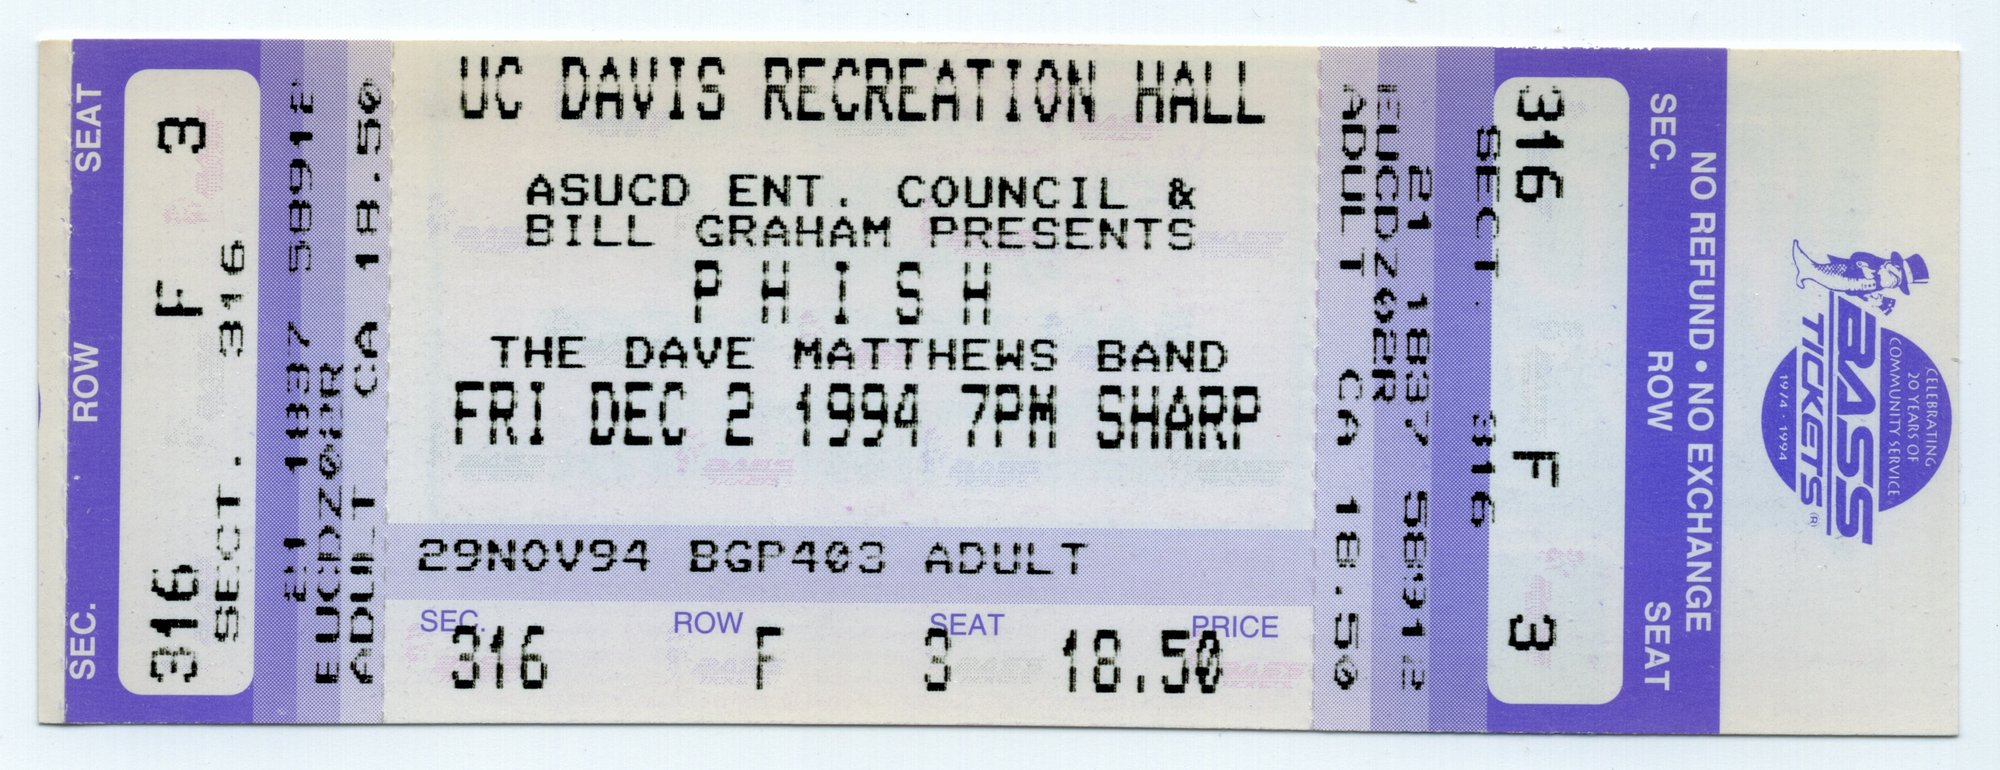 SEC. ROW SEAT
316 F 3
SECT. 316
21 1837 58912
EUCDZ02R
ADULT CA 18.50
UC DAVIS RECREATION HALL
ASUCD ENT. COUNCIL &
BILL GRAHAM PRESENTS
PHISH
THE DAVE MATTHEWS BAND
FRI DEC 2 1994 7PM SHARP
29NOV94 BGP403 ADULT
SEC. ROW SEAT PRICE
316 F 3 18.50
ADULT CA 18.50
EUCDZ02R
21 1837 58912
SECT. 316
316 F 3
SEC. ROW SEAT
NO REFUND • NO EXCHANGE
BASS
TICKETS®
CELEBRATING
20 YEARS OF
COMMUNITY SERVICE
1974 - 1994